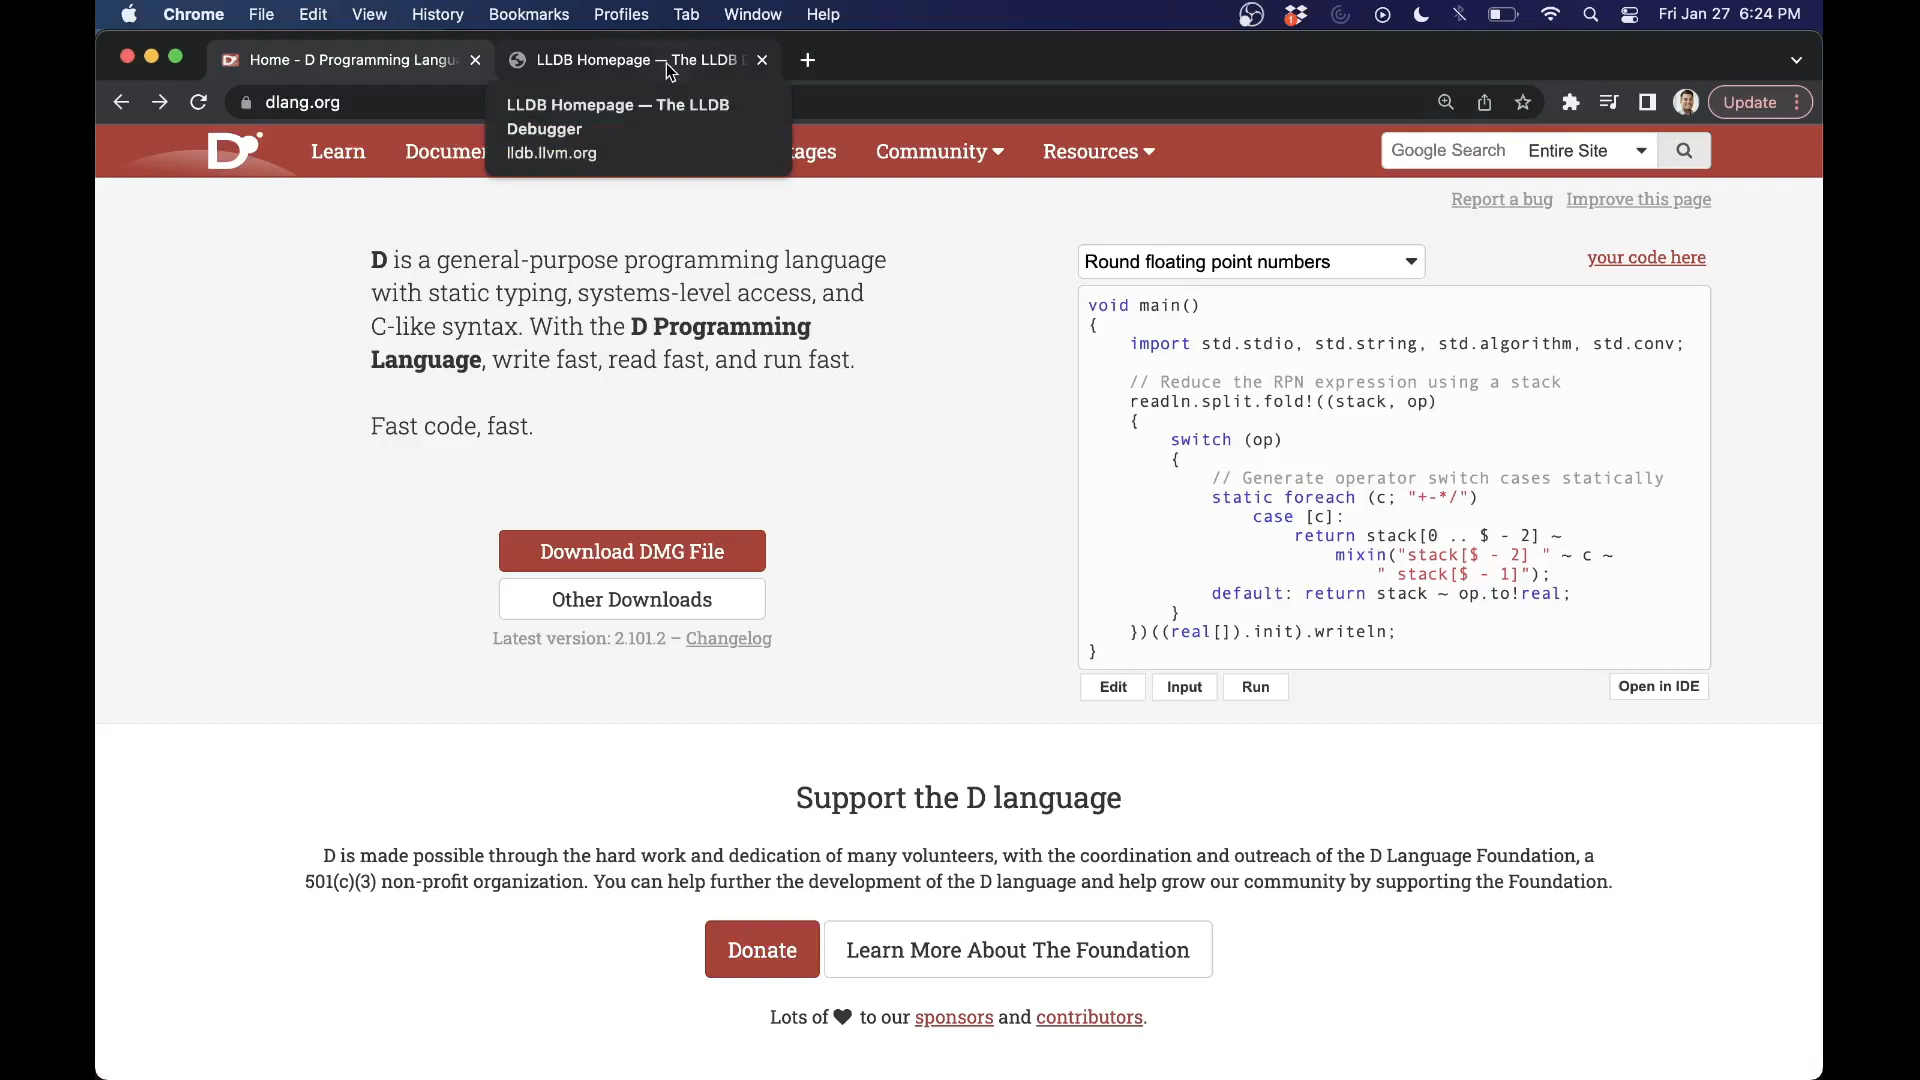 Chrome File Edit View History Bookmarks Profiles Tab Window Help Fri Jan 27 6:24 PM
Home - D Programming Langu LLDB Homepage — The LLDB
dlang.org Update
LLDB Homepage — The LLDB
Debugger
lldb.llvm.org
Learn Documen ages Community Resources Google Search Entire Site
Report a bug Improve this page
D is a general-purpose programming language
with static typing, systems-level access, and
C-like syntax. With the D Programming
Language, write fast, read fast, and run fast.
Fast code, fast.
Download DMG File
Other Downloads
Latest version: 2.101.2 – Changelog
Round floating point numbers
your code here
void main()
{
    import std.stdio, std.string, std.algorithm, std.conv;
    // Reduce the RPN expression using a stack
    readln.split.fold!((stack, op)
    {
        switch (op)
        {
            // Generate operator switch cases statically
            static foreach (c; "+-*/")
                case [c]:
                    return stack[0 .. $ - 2] ~
                        mixin("stack[$ - 2] " ~ c ~
                            " stack[$ - 1]");
            default: return stack ~ op.to!real;
        }
    })((real[]).init).writeln;
}
Edit Input Run Open in IDE
Support the D language
D is made possible through the hard work and dedication of many volunteers, with the coordination and outreach of the D Language Foundation, a
501(c)(3) non-profit organization. You can help further the development of the D language and help grow our community by supporting the Foundation.
Donate Learn More About The Foundation
Lots of ♥ to our sponsors and contributors.